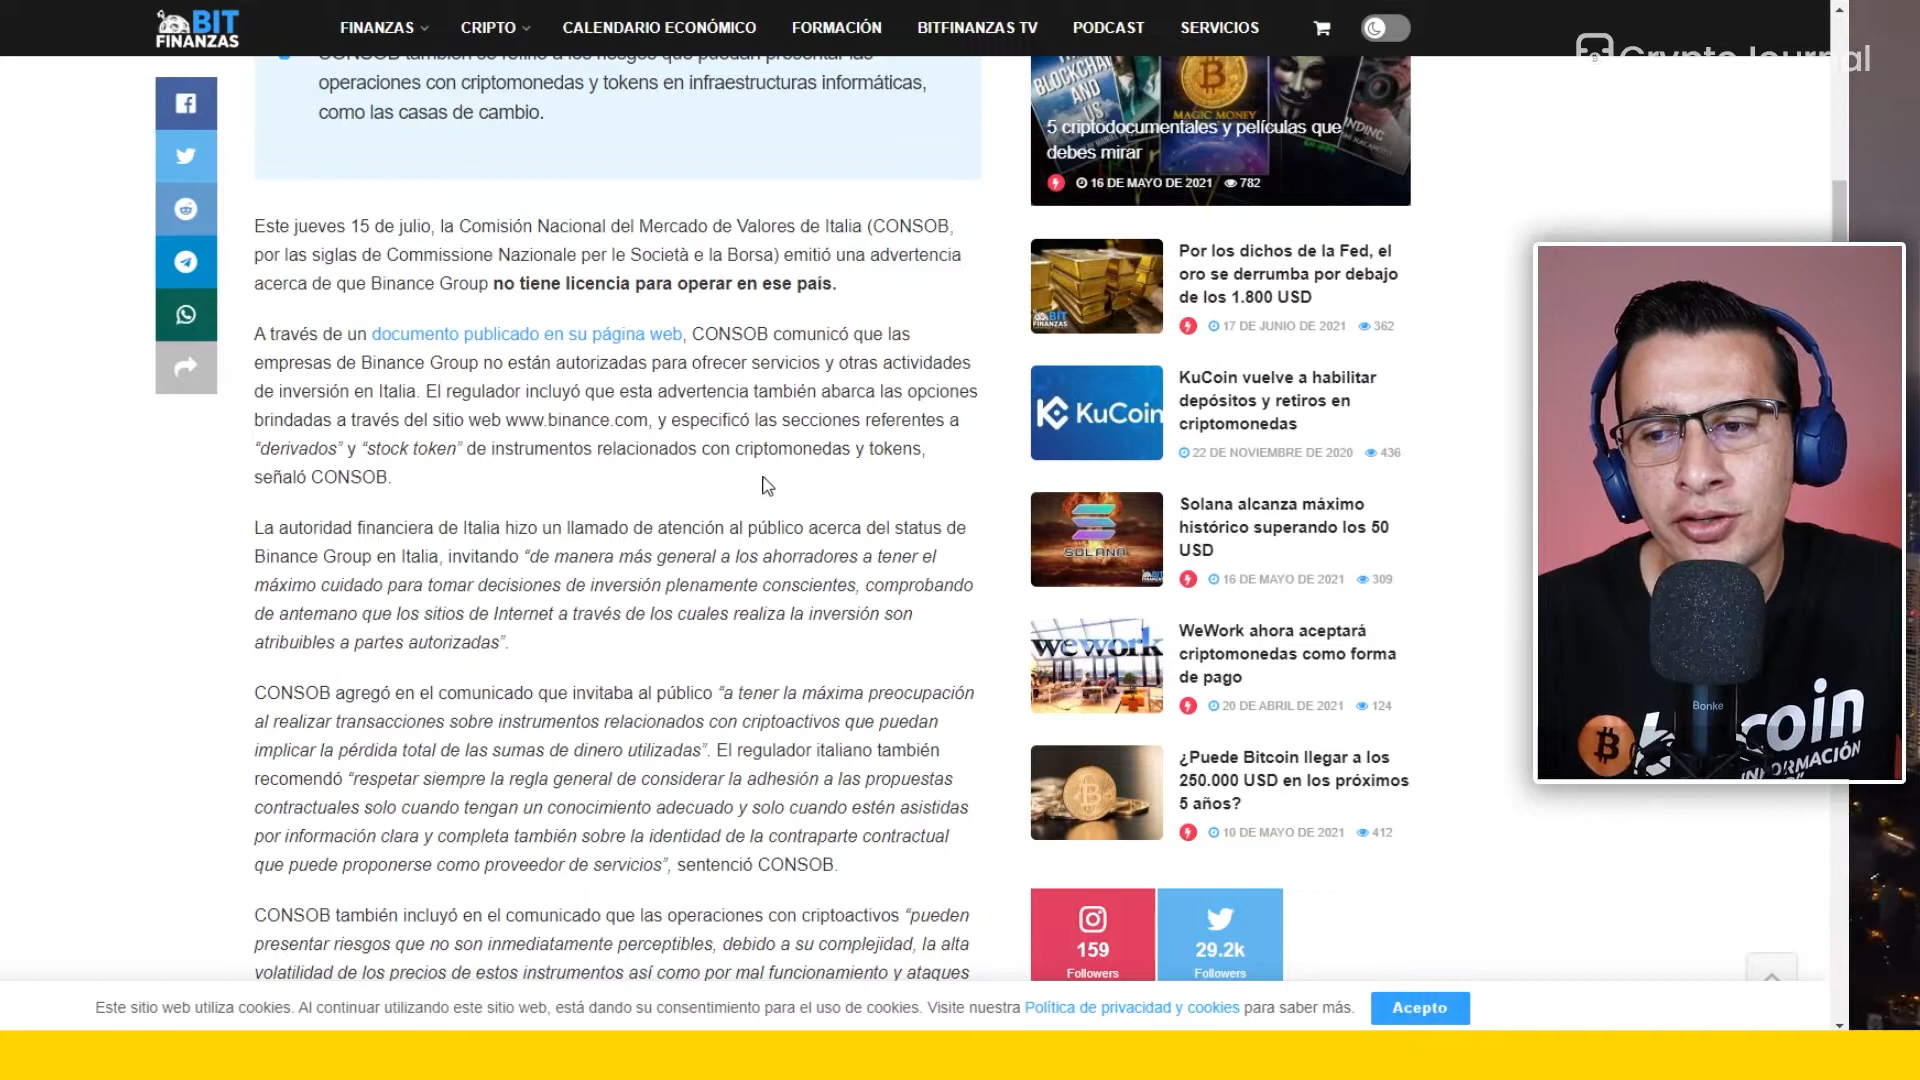 BIT
FINANZAS
FINANZAS
CRIPTO
CALENDARIO ECONÓMICO
FORMACIÓN
BITFINANZAS TV
PODCAST
SERVICIOS
Crypto Journal
CONSOB también se refirió a los riesgos que puedan presentar las
operaciones con criptomonedas y tokens en infraestructuras informáticas,
como las casas de cambio.
Este jueves 15 de julio, la Comisión Nacional del Mercado de Valores de Italia (CONSOB,
por las siglas de Commissione Nazionale per le Società e la Borsa) emitió una advertencia
acerca de que Binance Group no tiene licencia para operar en ese país.
A través de un documento publicado en su página web, CONSOB comunicó que las
empresas de Binance Group no están autorizadas para ofrecer servicios y otras actividades
de inversión en Italia. El regulador incluyó que esta advertencia también abarca las opciones
brindadas a través del sitio web www.binance.com, y especificó las secciones referentes a
“derivados” y “stock token” de instrumentos relacionados con criptomonedas y tokens,
señaló CONSOB.
La autoridad financiera de Italia hizo un llamado de atención al público acerca del status de
Binance Group en Italia, invitando “de manera más general a los ahorradores a tener el
máximo cuidado para tomar decisiones de inversión plenamente conscientes, comprobando
de antemano que los sitios de Internet a través de los cuales realiza la inversión son
atribuibles a partes autorizadas”.
CONSOB agregó en el comunicado que invitaba al público “a tener la máxima preocupación
al realizar transacciones sobre instrumentos relacionados con criptoactivos que puedan
implicar la pérdida total de las sumas de dinero utilizadas”. El regulador italiano también
recomendó “respetar siempre la regla general de considerar la adhesión a las propuestas
contractuales solo cuando tengan un conocimiento adecuado y solo cuando estén asistidas
por información clara y completa también sobre la identidad de la contraparte contractual
que puede proponerse como proveedor de servicios”, sentenció CONSOB.
CONSOB también incluyó en el comunicado que las operaciones con criptoactivos “pueden
presentar riesgos que no son inmediatamente perceptibles, debido a su complejidad, la alta
volatilidad de los precios de estos instrumentos así como por mal funcionamiento y ataques
BLOCKCHAIN
AND
US
MAGIC MONEY
5 criptodocumentales y películas que
debes mirar
16 DE MAYO DE 2021 782
BIT
FINANZAS
Por los dichos de la Fed, el
oro se derrumba por debajo
de los 1.800 USD
17 DE JUNIO DE 2021 362
KuCoin
KuCoin vuelve a habilitar
depósitos y retiros en
criptomonedas
22 DE NOVIEMBRE DE 2020 436
SOLANA
Solana alcanza máximo
histórico superando los 50
USD
16 DE MAYO DE 2021 309
wework
WeWork ahora aceptará
criptomonedas como forma
de pago
20 DE ABRIL DE 2021 124
¿Puede Bitcoin llegar a los
250.000 USD en los próximos
5 años?
10 DE MAYO DE 2021 412
159
Followers
29.2k
Followers
Bonke
coin
Este sitio web utiliza cookies. Al continuar utilizando este sitio web, está dando su consentimiento para el uso de cookies. Visite nuestra Política de privacidad y cookies para saber más.
Acepto